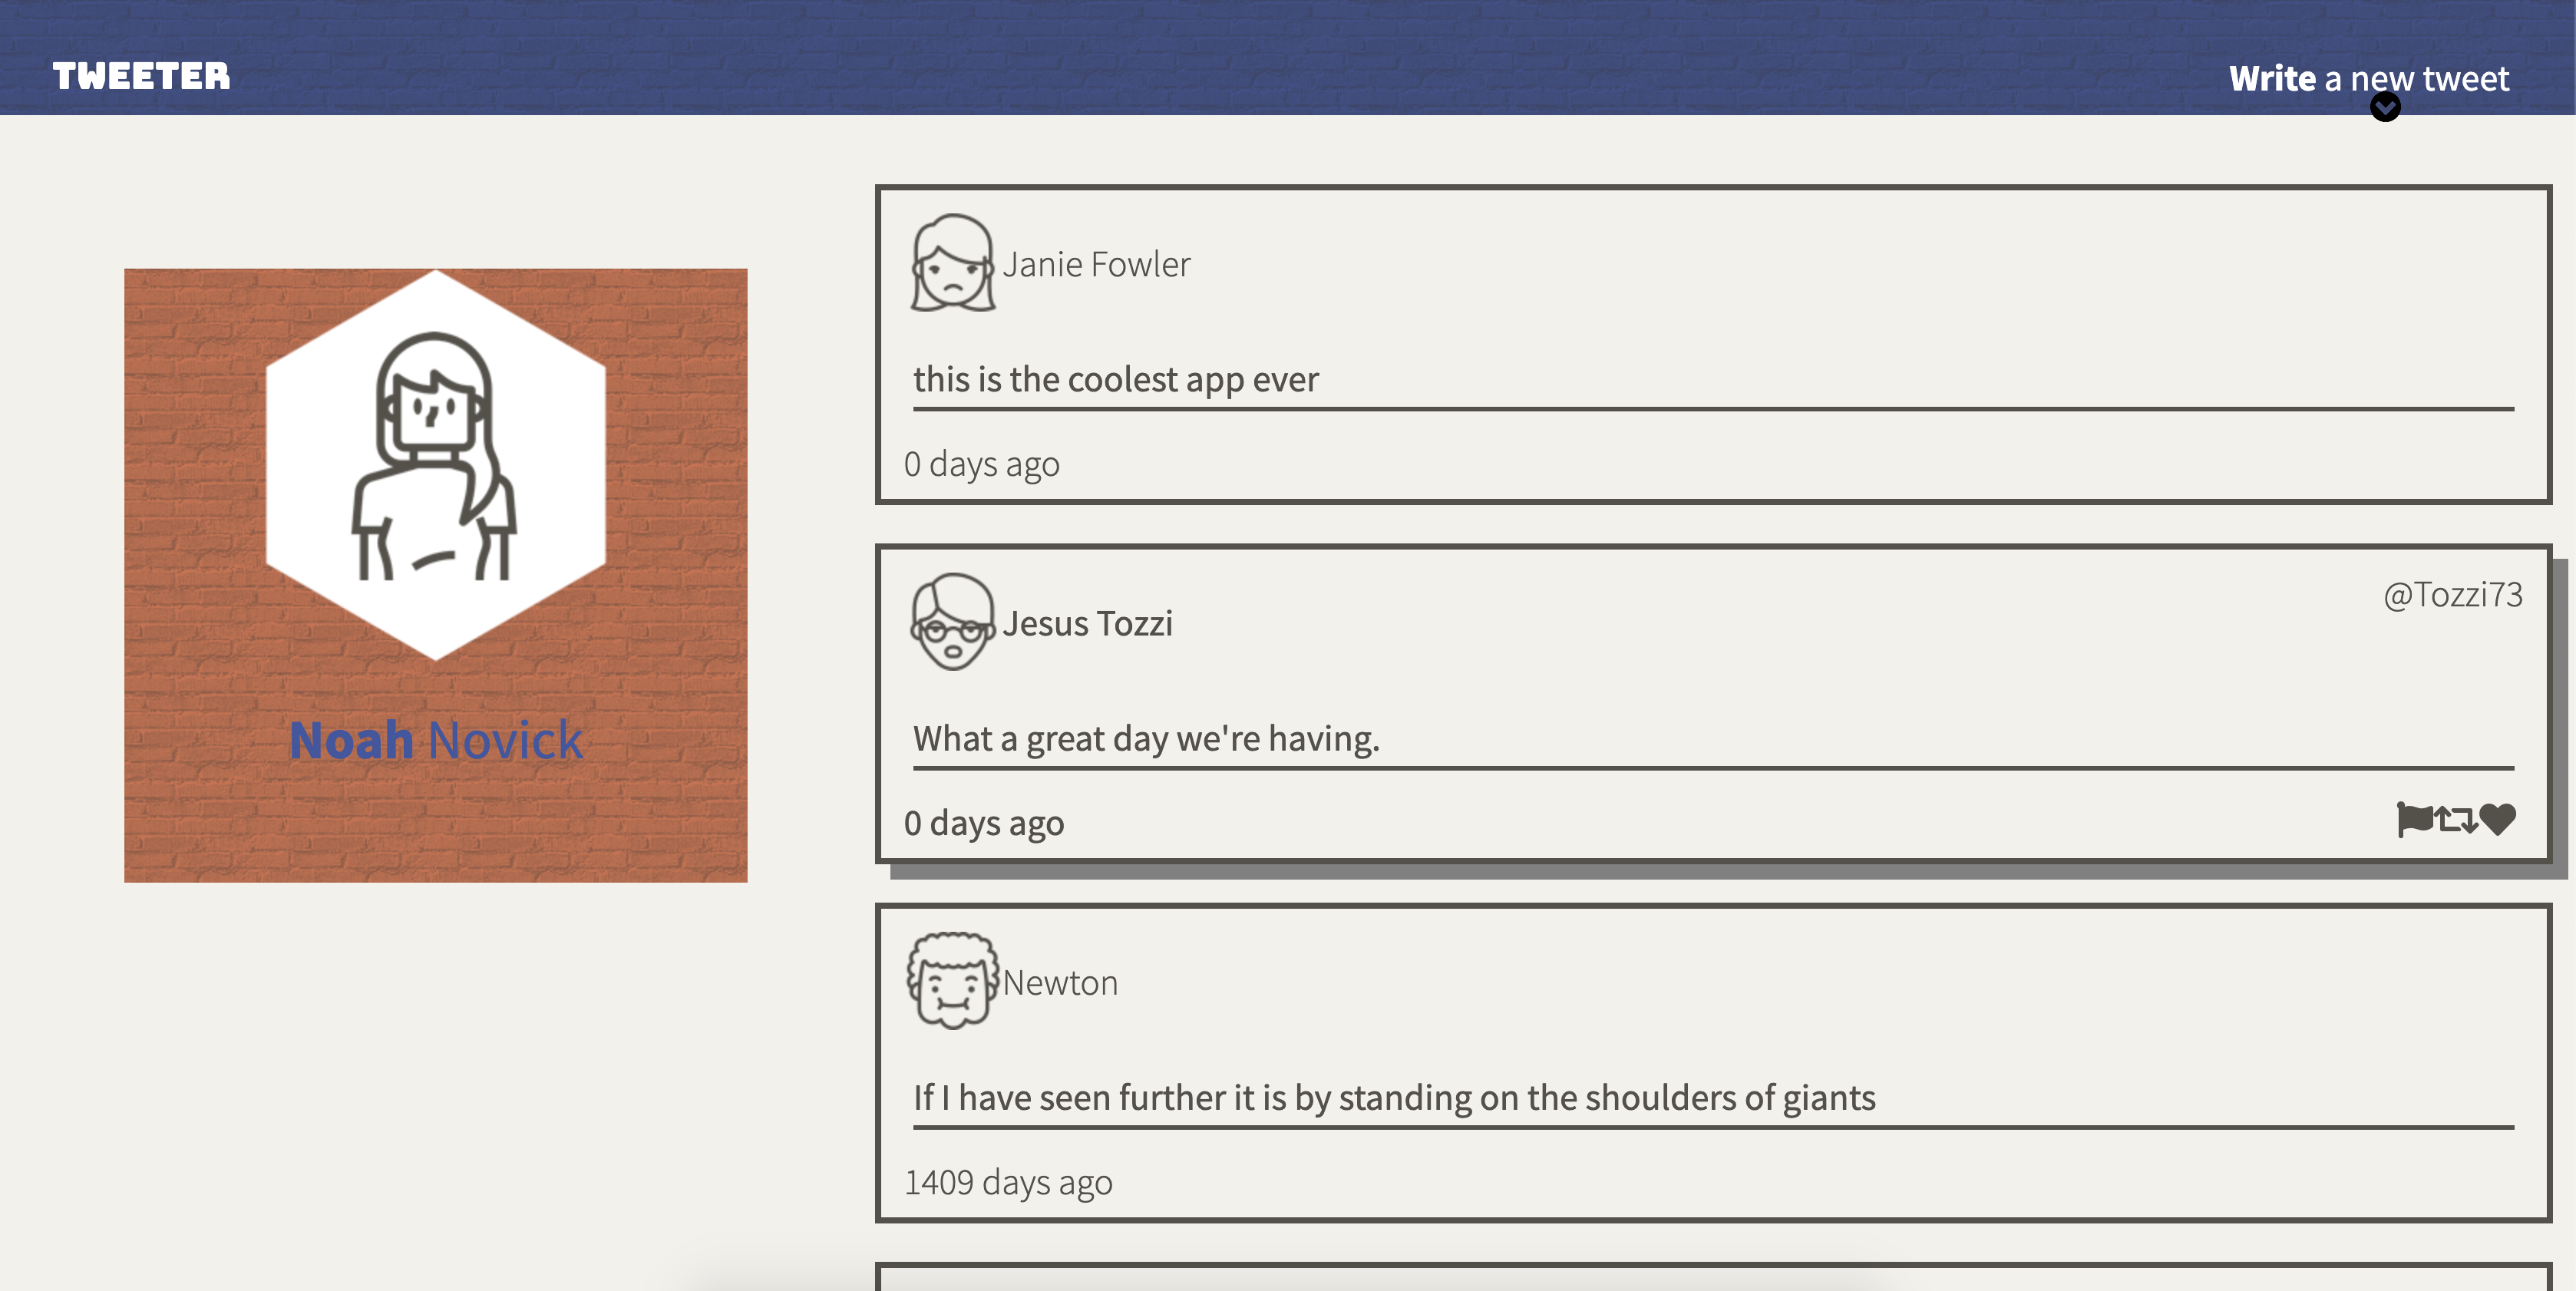 TWEETER
Write a new tweet
Noah Novick
Janie Fowler
this is the coolest app ever
0 days ago
Jesus Tozzi
@Tozzi73
What a great day we're having.
0 days ago
Newton
If I have seen further it is by standing on the shoulders of giants
1409 days ago